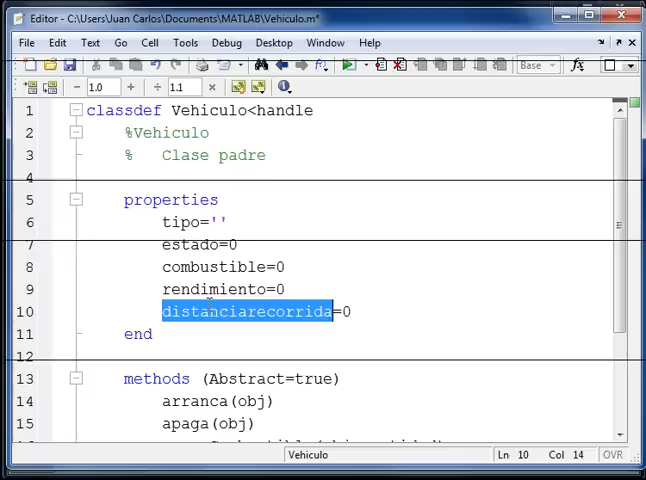 Editor - C:\Users\Juan Carlos\Documents\MATLAB\Vehiculo.m*
File Edit Text Go Cell Tools Debug Desktop Window Help
Base
1.0 1.1
1 classdef Vehiculo<handle
2 %Vehiculo
3 % Clase padre
4
5 properties
6 tipo=''
7 estado=0
8 combustible=0
9 rendimiento=0
10 distanciarecorrida=0
11 end
12
13 methods (Abstract=true)
14 arranca(obj)
15 apaga(obj)
Vehiculo Ln 10 Col 14 OVR